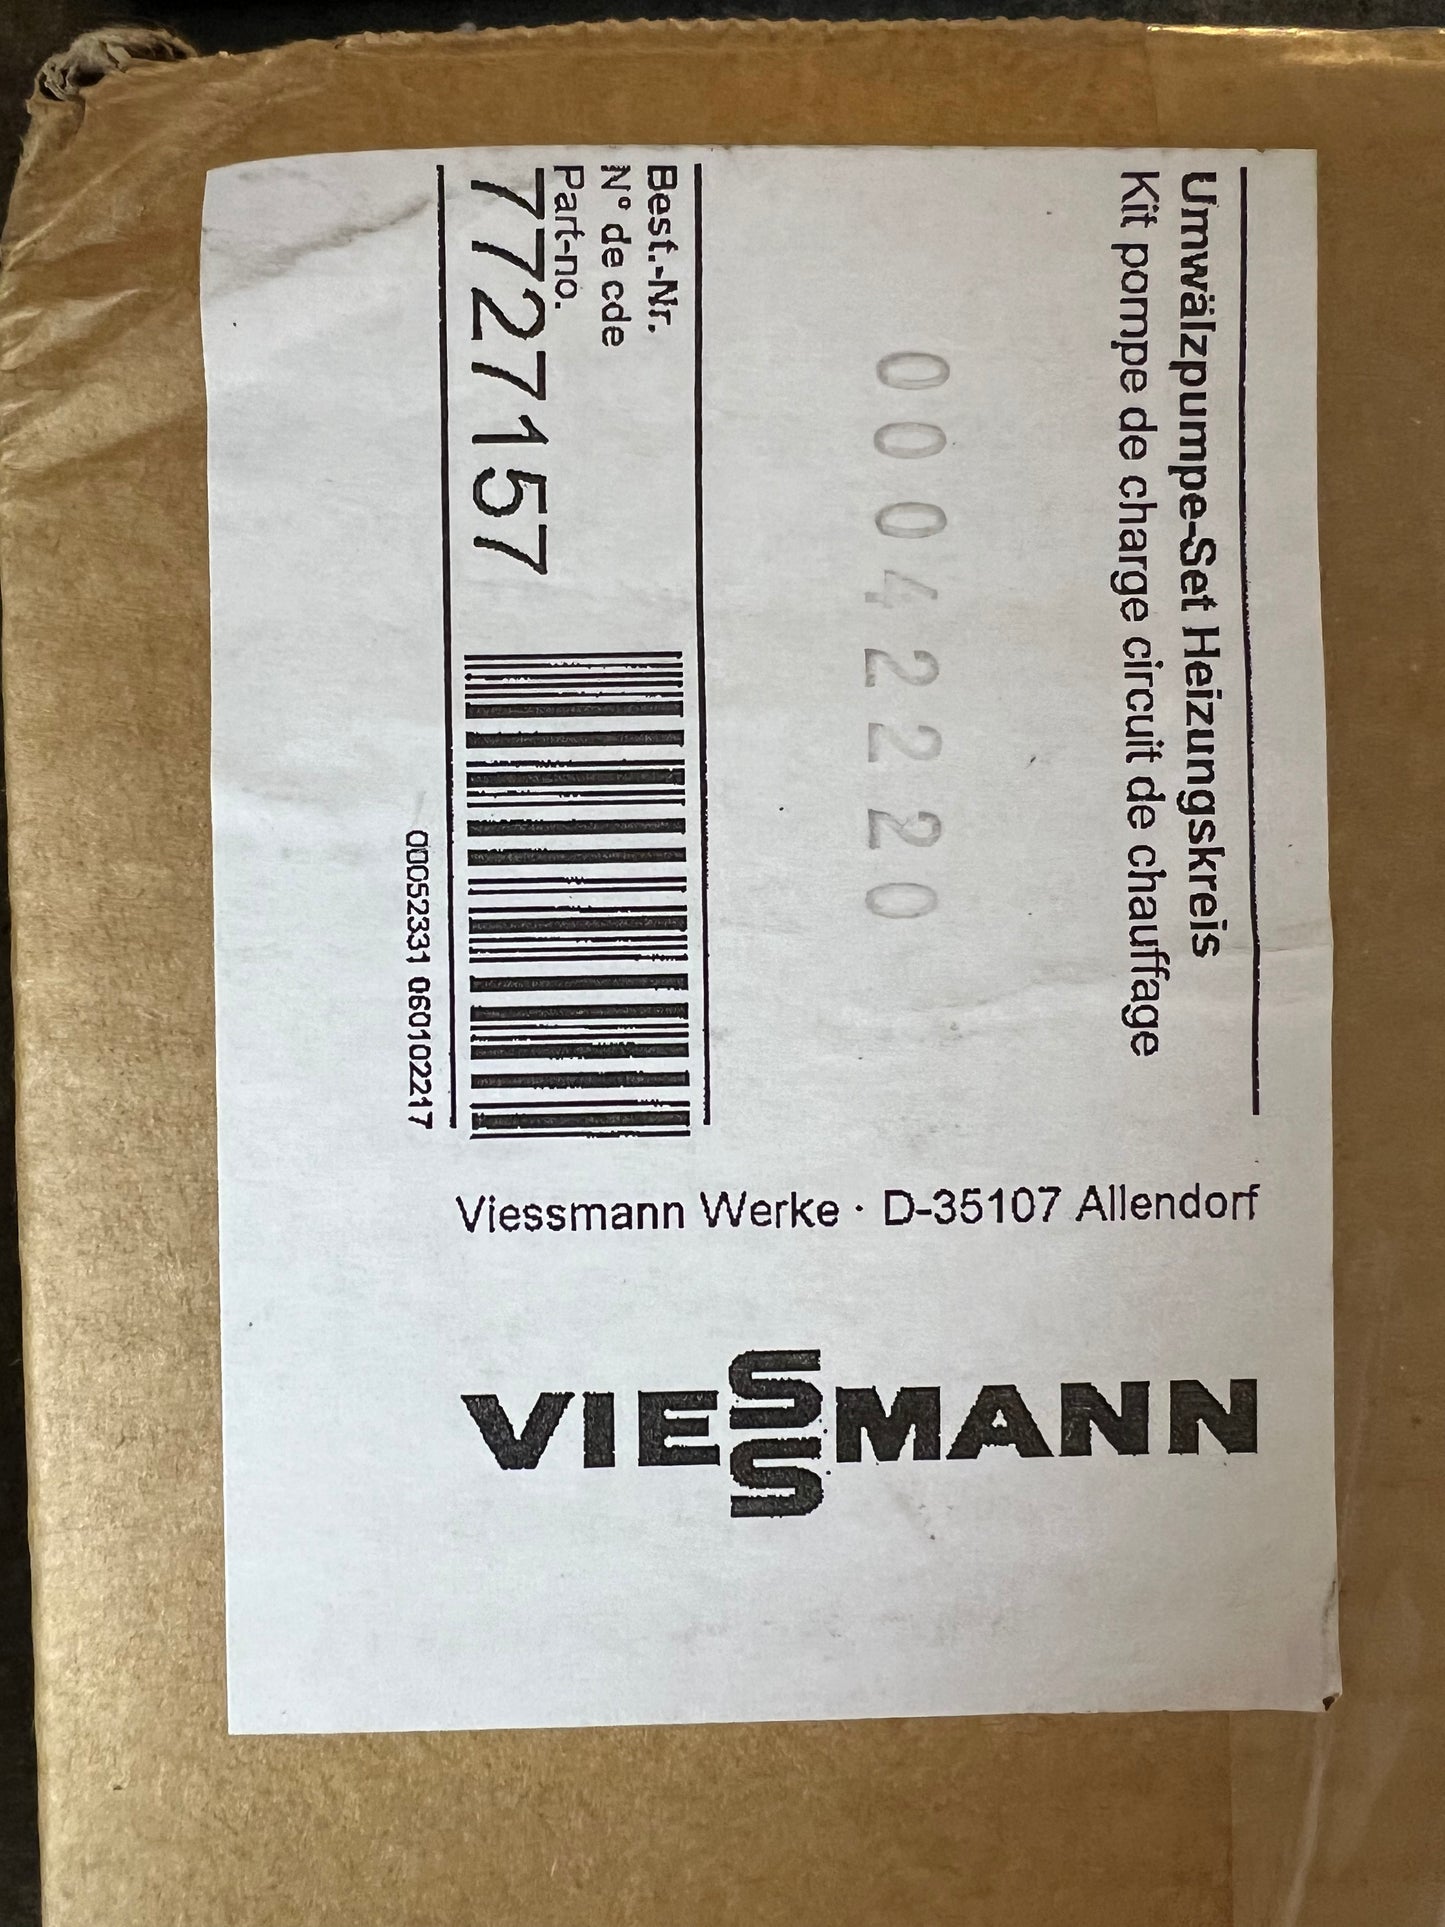 Umwälzpumpe-Set Heizungskreis
Kit pompe de charge circuit de chauffage
00042220
Best.-Nr.
N° de cde
Part-no.
7727157
00052331 060102217
Viessmann Werke · D-35107 Allendorf
VIESSMANN